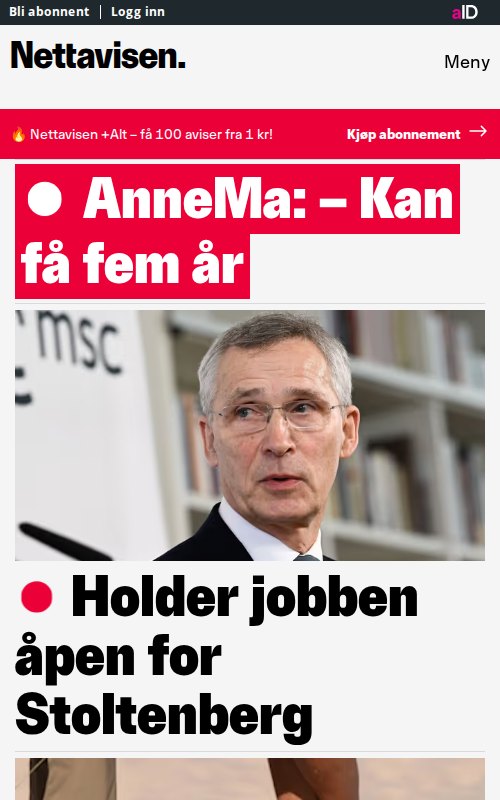 Bli abonnent | Logg inn
aID
Nettavisen.
Meny
🔥 Nettavisen +Alt – få 100 aviser fra 1 kr!
Kjøp abonnement →
AnneMa: – Kan
få fem år
msc
Holder jobben
åpen for
Stoltenberg